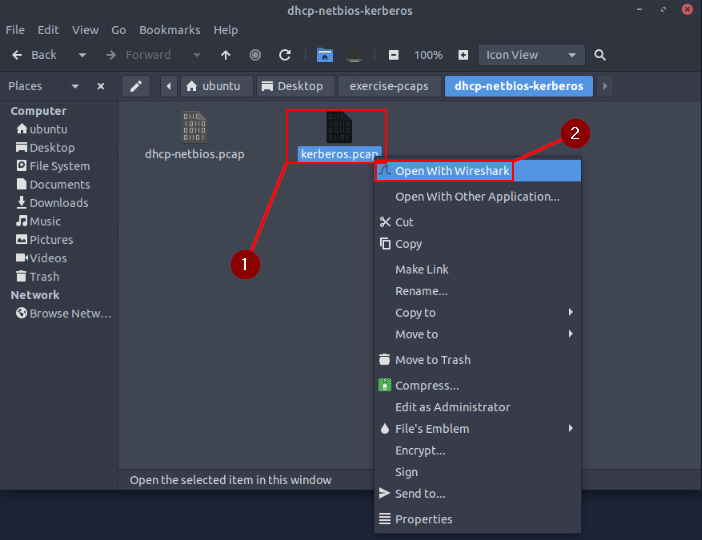 dhcp-netbios-kerberos
File Edit View Go Bookmarks Help
Back Forward 100% Icon View
Places ubuntu Desktop exercise-pcaps dhcp-netbios-kerberos
Computer
ubuntu
Desktop
File System
Documents
Downloads
Music
Pictures
Videos
Trash
Network
Browse Netw...
dhcp-netbios.pcap
kerberos.pcap
1
2
Open With Wireshark
Open With Other Application...
Cut
Copy
Make Link
Rename...
Copy to
Move to
Move to Trash
Compress...
Edit as Administrator
File's Emblem
Encrypt...
Sign
Send to...
Properties
Open the selected item in this window